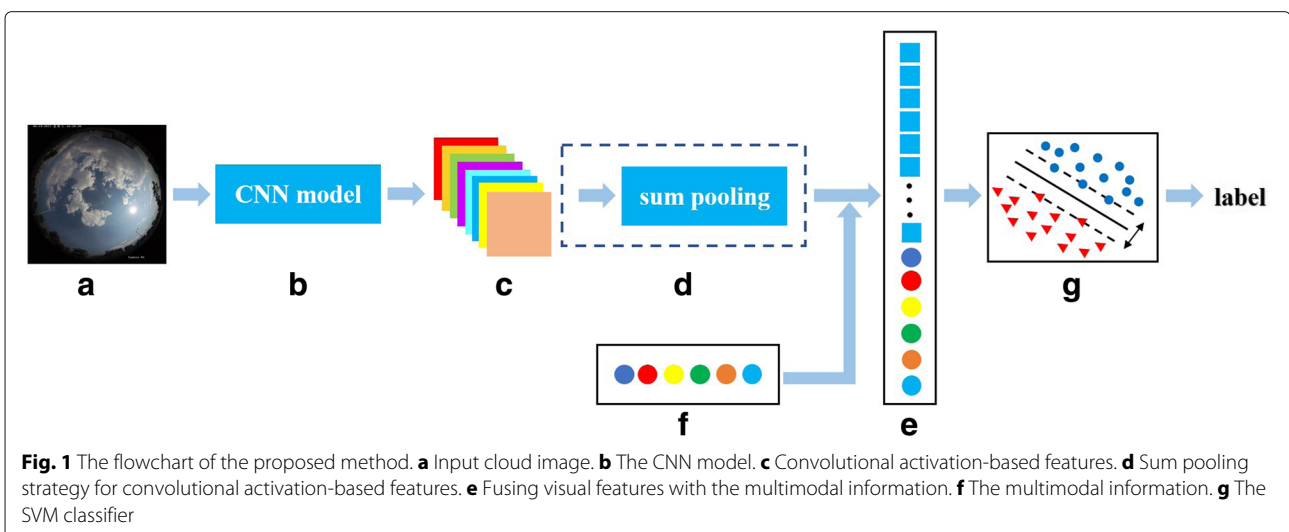 CNN model
sum pooling
label
a
b
c
d
g
f
e
Fig. 1 The flowchart of the proposed method. a Input cloud image. b The CNN model. c Convolutional activation-based features. d Sum pooling
strategy for convolutional activation-based features. e Fusing visual features with the multimodal information. f The multimodal information. g The
SVM classifier